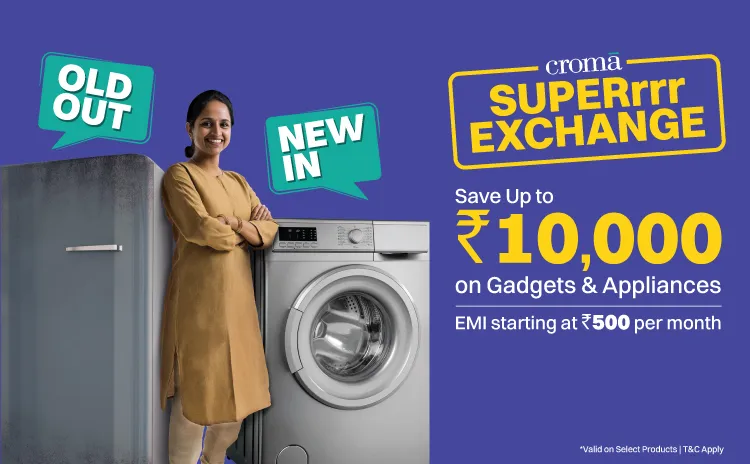 OLD
OUT
NEW
IN
cromā
SUPERrrr
EXCHANGE
Save Up to
₹10,000
on Gadgets & Appliances
EMI starting at ₹500 per month
*Valid on Select Products | T&C Apply